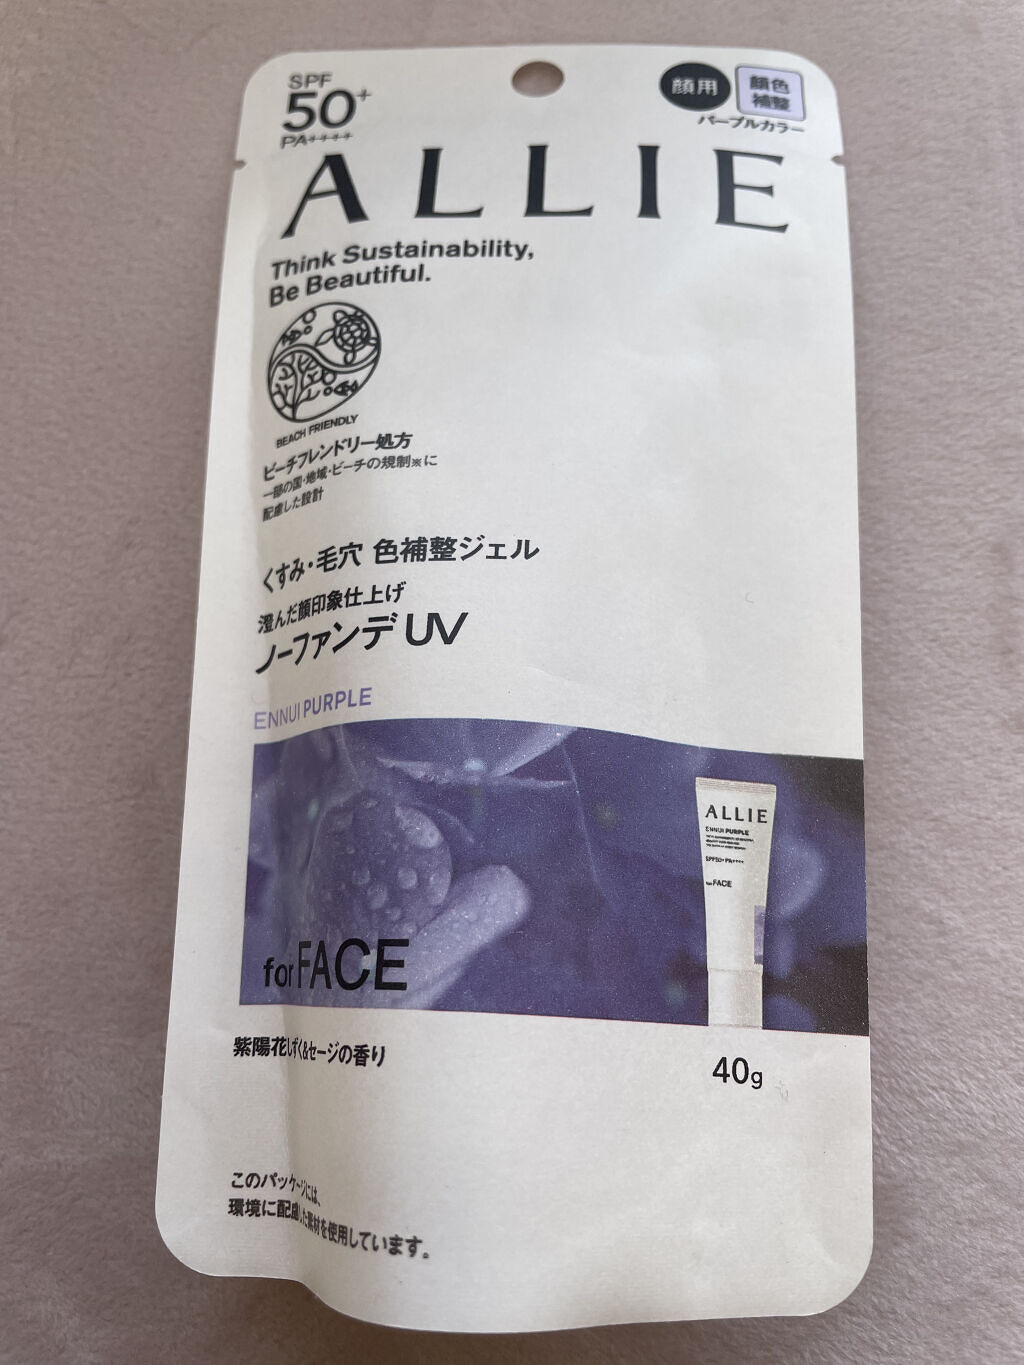 SPF
50+
PA++++
顔用
顔色
補整
パープルカラー
ALLIE
Think Sustainability,
Be Beautiful.
BEACH FRIENDLY
ビーチフレンドリー処方
一部の国・地域・ビーチの規制※に
配慮した設計
くすみ・毛穴 色補整ジェル
澄んだ顔印象仕上げ
ノーファンデ UV
ENNUI PURPLE
ALLIE
ENNUI PURPLE
SPF50+ PA++++
for FACE
for FACE
紫陽花しずく&セージの香り
40g
このパッケージには、
環境に配慮した素材を使用しています。